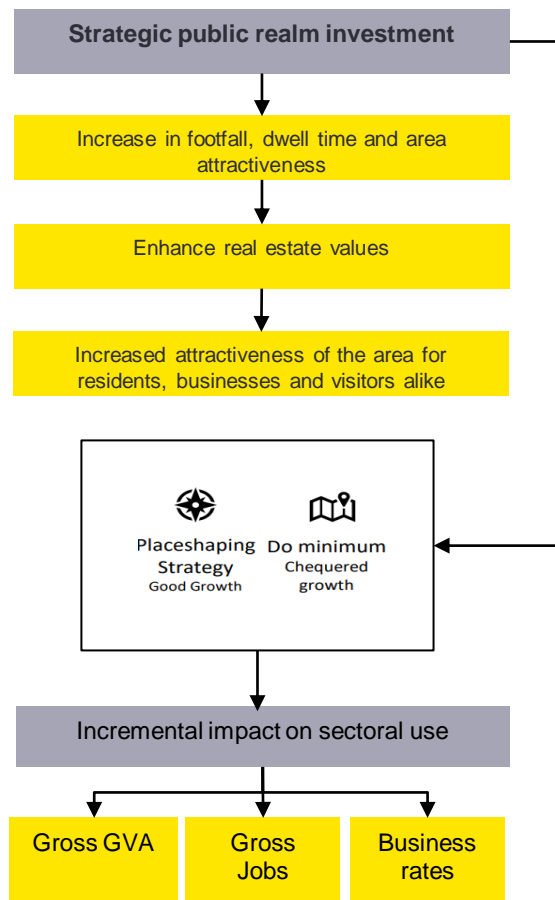 Strategic public realm investment
Increase in footfall, dwell time and area
attractiveness
Enhance real estate values
Increased attractiveness of the area for
residents, businesses and visitors alike
Placeshaping
Strategy
Good Growth
Do minimum
Chequered
growth
Incremental impact on sectoral use
Gross GVA
Gross
Jobs
Business
rates